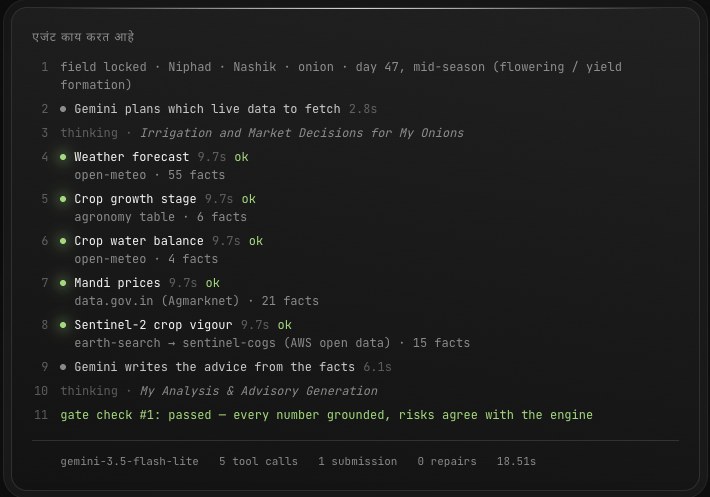 एजंट काय करत आहे
1 field locked · Niphad · Nashik · onion · day 47, mid-season (flowering / yield
formation)
2 ● Gemini plans which live data to fetch 2.8s
3 thinking · Irrigation and Market Decisions for My Onions
4 ● Weather forecast 9.7s ok
open-meteo · 55 facts
5 ● Crop growth stage 9.7s ok
agronomy table · 6 facts
6 ● Crop water balance 9.7s ok
open-meteo · 4 facts
7 ● Mandi prices 9.7s ok
data.gov.in (Agmarknet) · 21 facts
8 ● Sentinel-2 crop vigour 9.7s ok
earth-search → sentinel-cogs (AWS open data) · 15 facts
9 ● Gemini writes the advice from the facts 6.1s
10 thinking · My Analysis & Advisory Generation
11 gate check #1: passed — every number grounded, risks agree with the engine
gemini-3.5-flash-lite 5 tool calls 1 submission 0 repairs 18.51s